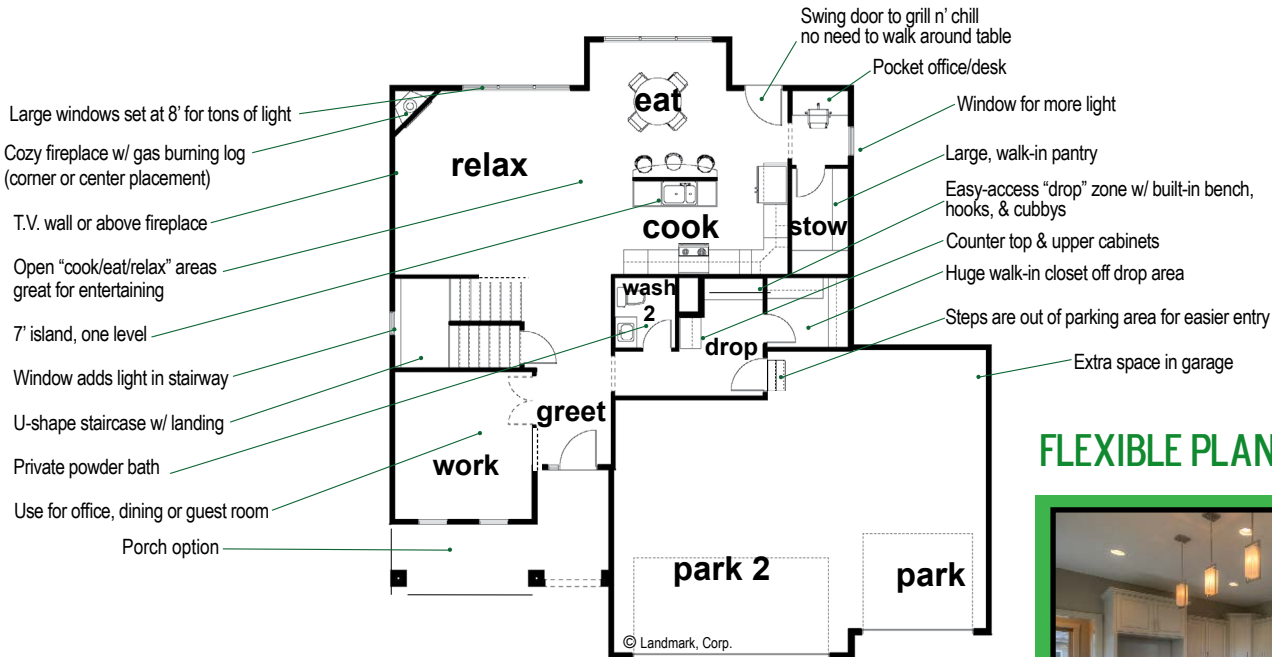 Swing door to grill n’ chill
no need to walk around table
Pocket office/desk
Window for more light
Large, walk-in pantry
Easy-access “drop” zone w/ built-in bench,
hooks, & cubbys
Counter top & upper cabinets
Huge walk-in closet off drop area
Steps are out of parking area for easier entry
Extra space in garage
Large windows set at 8’ for tons of light
Cozy fireplace w/ gas burning log
(corner or center placement)
T.V. wall or above fireplace
Open “cook/eat/relax” areas
great for entertaining
7’ island, one level
Window adds light in stairway
U-shape staircase w/ landing
Private powder bath
Use for office, dining or guest room
Porch option
eat
relax
cook
stow
wash
2
drop
greet
work
park 2
park
© Landmark, Corp.
FLEXIBLE PLAN